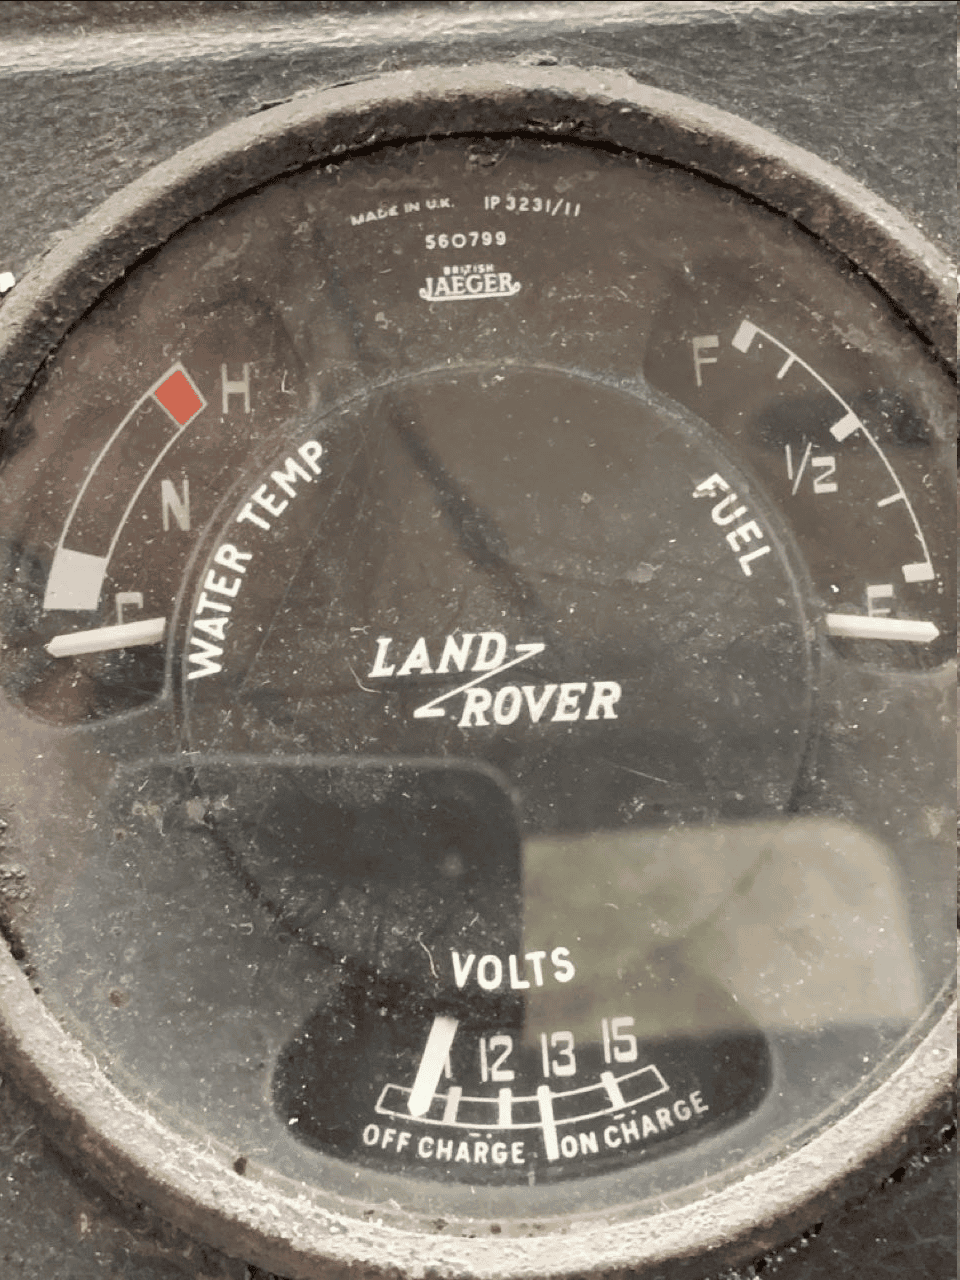 MADE IN U.K. IP 3231/11
560799
BRITISH
JAEGER
H
N
WATER TEMP
F
1/2
E
FUEL
LAND
ROVER
VOLTS
12 13 15
OFF CHARGE ON CHARGE